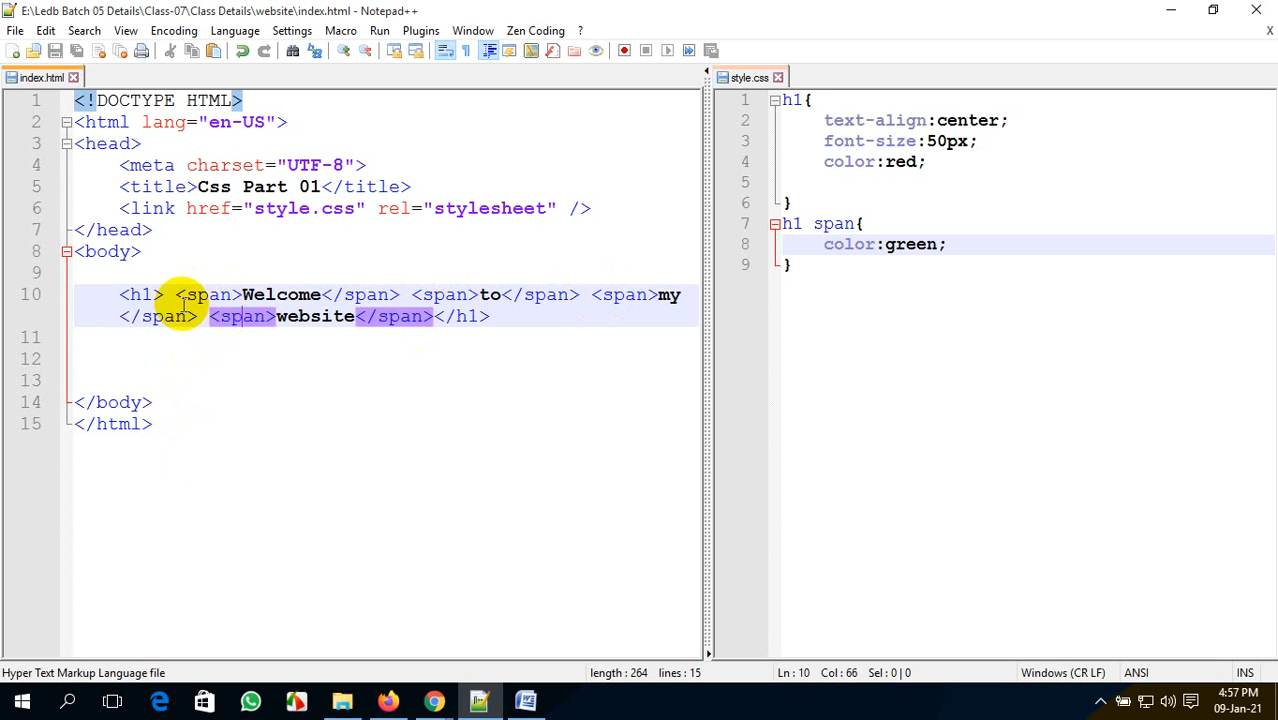 E:\Ledb Batch 05 Details\Class-07\Class Details\website\index.html - Notepad++
File Edit Search View Encoding Language Settings Macro Run Plugins Window Zen Coding ? X
index.html
1 <!DOCTYPE HTML>
2 <html lang="en-US">
3 <head>
4 <meta charset="UTF-8">
5 <title>Css Part 01</title>
6 <link href="style.css" rel="stylesheet" />
7 </head>
8 <body>
9
10 <h1> <span>Welcome</span> <span>to</span> <span>my
</span> <span>website</span></h1>
11
12
13
14 </body>
15 </html>
style.css
1 h1{
2 text-align:center;
3 font-size:50px;
4 color:red;
5
6 }
7 h1 span{
8 color:green;
9 }
Hyper Text Markup Language file length : 264 lines : 15 Ln : 10 Col : 66 Sel : 0 | 0 Windows (CR LF) ANSI INS
4:57 PM
09-Jan-21